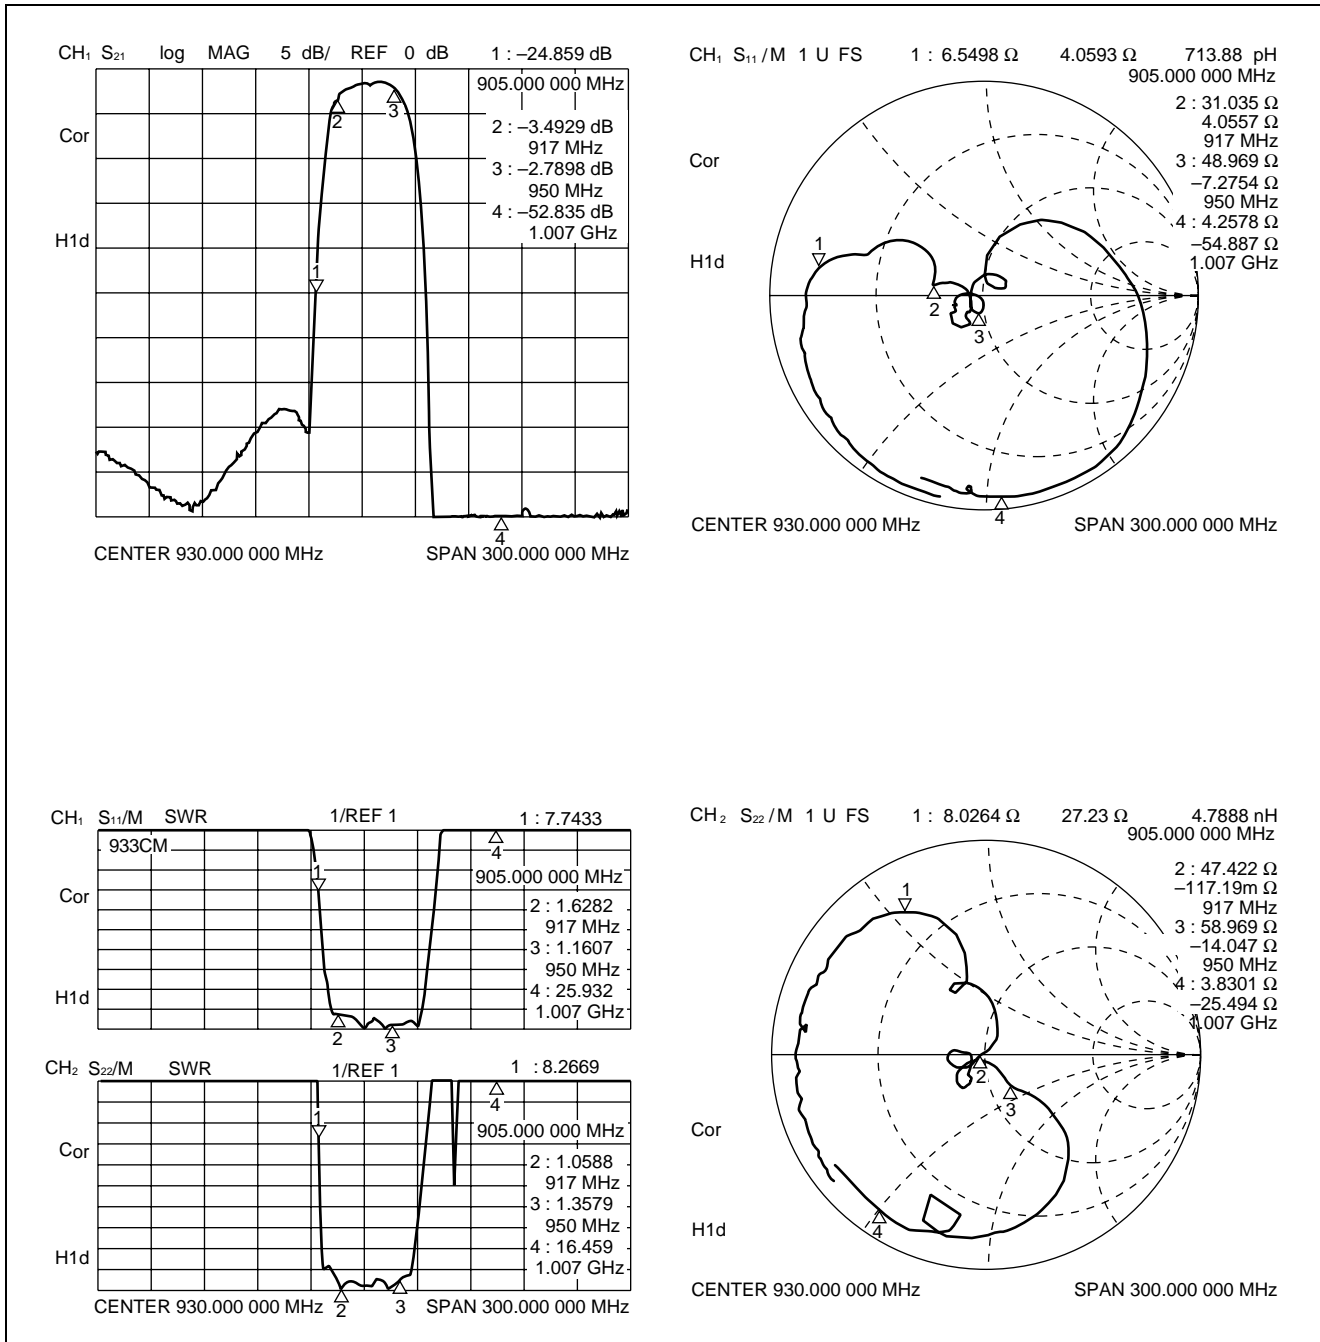 CH₁ S₂₁ log MAG 5 dB/ REF 0 dB 1 : –24.859 dB
905.000 000 MHz
Cor
H1d
2 : –3.4929 dB
917 MHz
3 : –2.7898 dB
950 MHz
4 : –52.835 dB
1.007 GHz
1
2
3
4
CENTER 930.000 000 MHz SPAN 300.000 000 MHz
CH₁ S₁₁ /M 1 U FS 1 : 6.5498 Ω 4.0593 Ω 713.88 pH
905.000 000 MHz
Cor
H1d
2 : 31.035 Ω
4.0557 Ω
917 MHz
3 : 48.969 Ω
–7.2754 Ω
950 MHz
4 : 4.2578 Ω
–54.887 Ω
1.007 GHz
1
2
3
4
CENTER 930.000 000 MHz SPAN 300.000 000 MHz
CH₁ S₁₁/M SWR 1/REF 1 1 : 7.7433
933CM
905.000 000 MHz
Cor
H1d
2 : 1.6282
917 MHz
3 : 1.1607
950 MHz
4 : 25.932
1.007 GHz
1
2
3
4
CH₂ S₂₂/M SWR 1/REF 1 1 :8.2669
905.000 000 MHz
Cor
H1d
2 : 1.0588
917 MHz
3 : 1.3579
950 MHz
4 : 16.459
1.007 GHz
1
2
3
4
CENTER 930.000 000 MHz SPAN 300.000 000 MHz
CH₂ S₂₂ /M 1 U FS 1 : 8.0264 Ω 27.23 Ω 4.7888 nH
905.000 000 MHz
2 : 47.422 Ω
–117.19m Ω
917 MHz
3 : 58.969 Ω
–14.047 Ω
950 MHz
4 : 3.8301 Ω
–25.494 Ω
1.007 GHz
1
2
3
4
Cor
H1d
CENTER 930.000 000 MHz SPAN 300.000 000 MHz